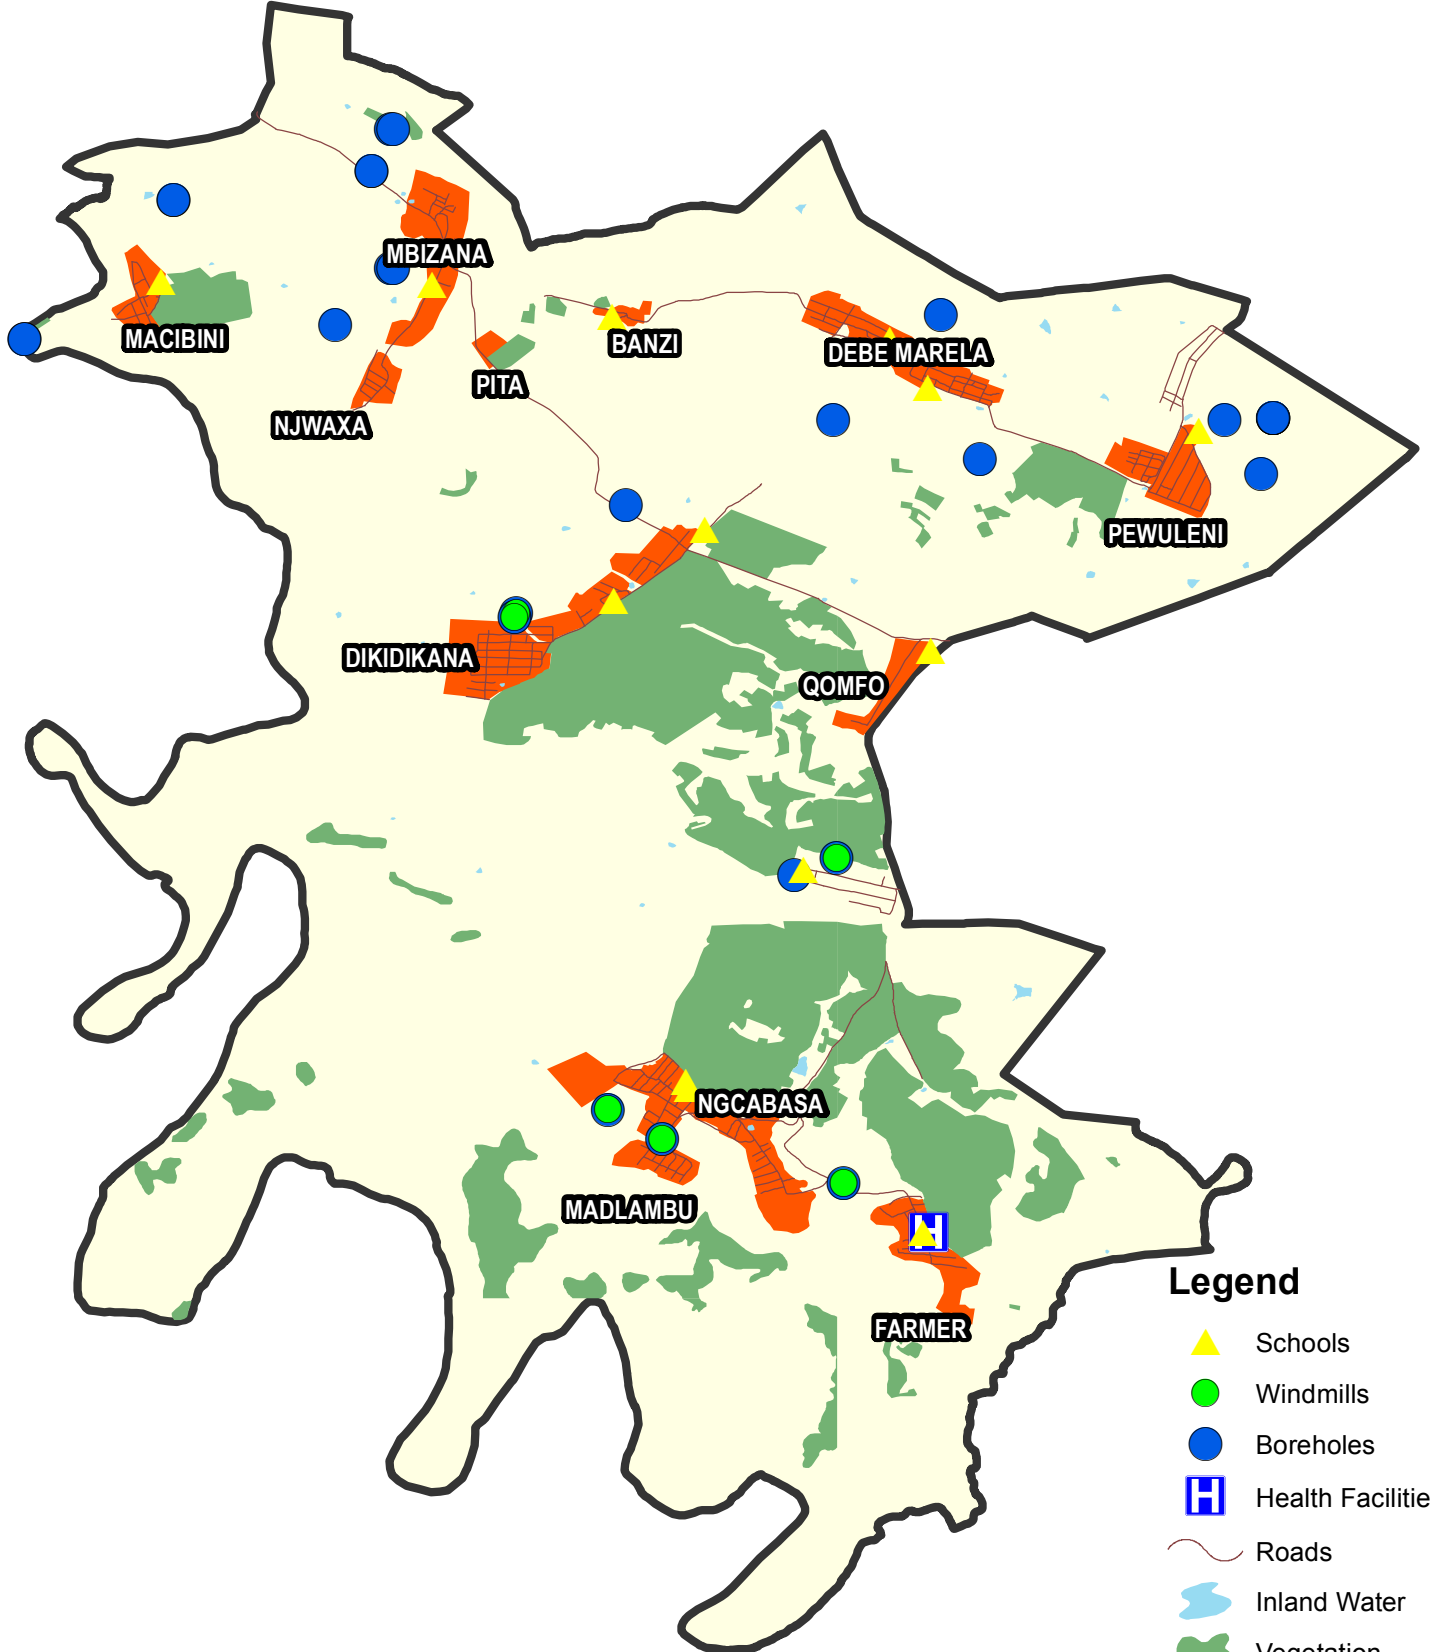 MBIZANA
MACIBINI
BANZI
DEBE MARELA
PITA
NJWAXA
PEWULENI
DIKIDIKANA
QOMFO
NGCABASA
MADLAMBU
H
FARMER
Legend
Schools
Windmills
Boreholes
H Health Facilitie
Roads
Inland Water
Vegetation